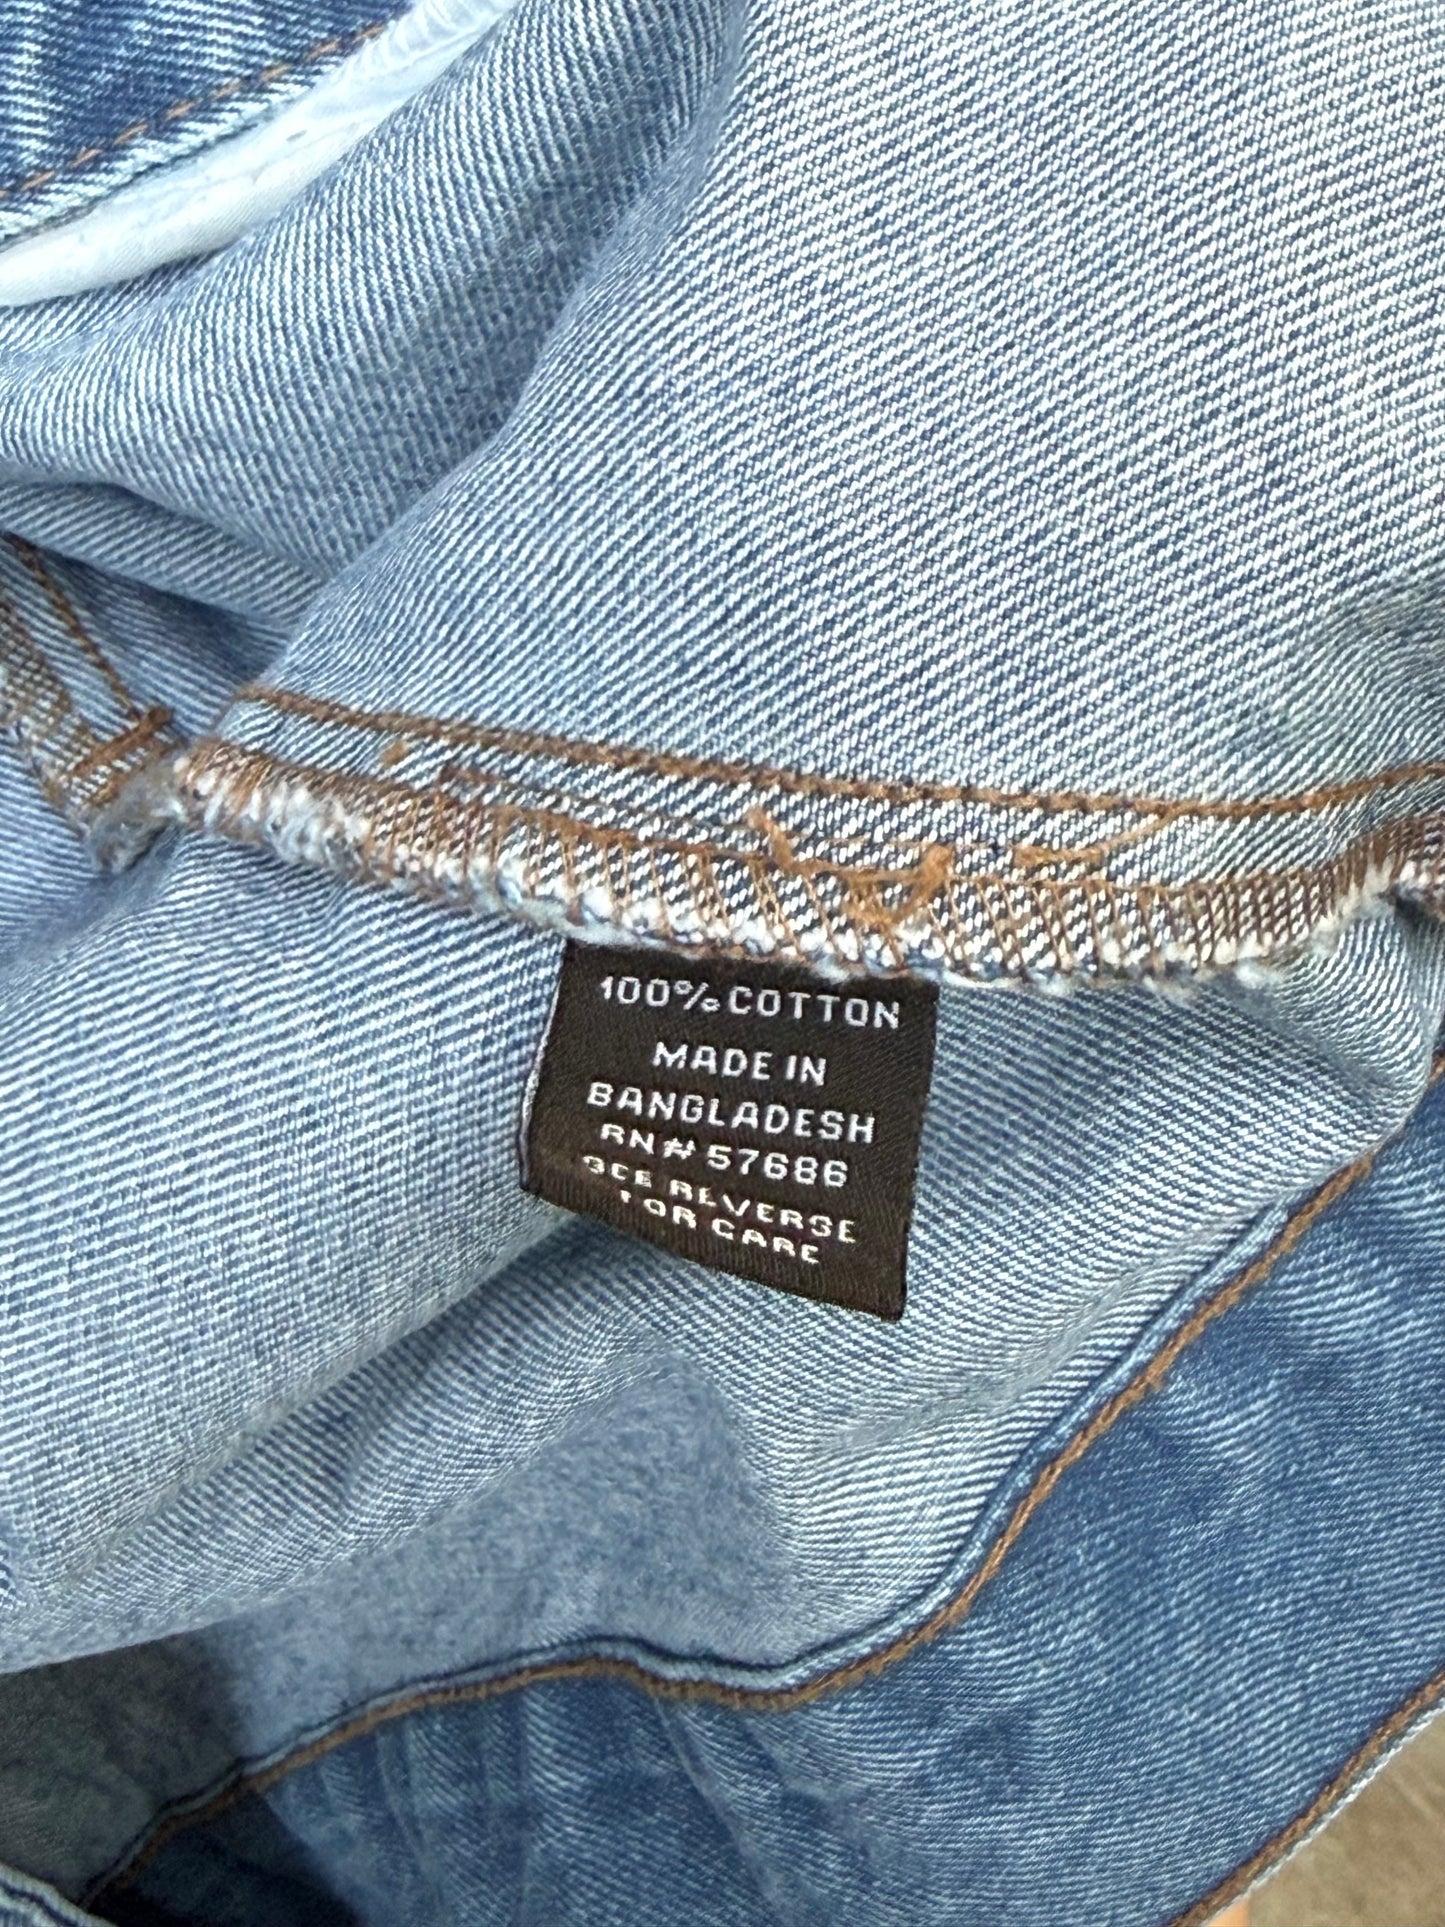 100% COTTON
MADE IN
BANGLADESH
RN# 57686
SEE REVERSE
FOR CARE